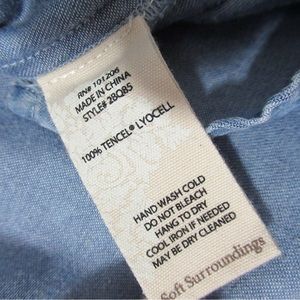 RN# 101206
MADE IN CHINA
STYLE# 2BQ85
100% TENCEL® LYOCELL
HAND WASH COLD
DO NOT BLEACH
HANG TO DRY
COOL IRON IF NEEDED
MAY BE DRY CLEANED
Soft Surroundings